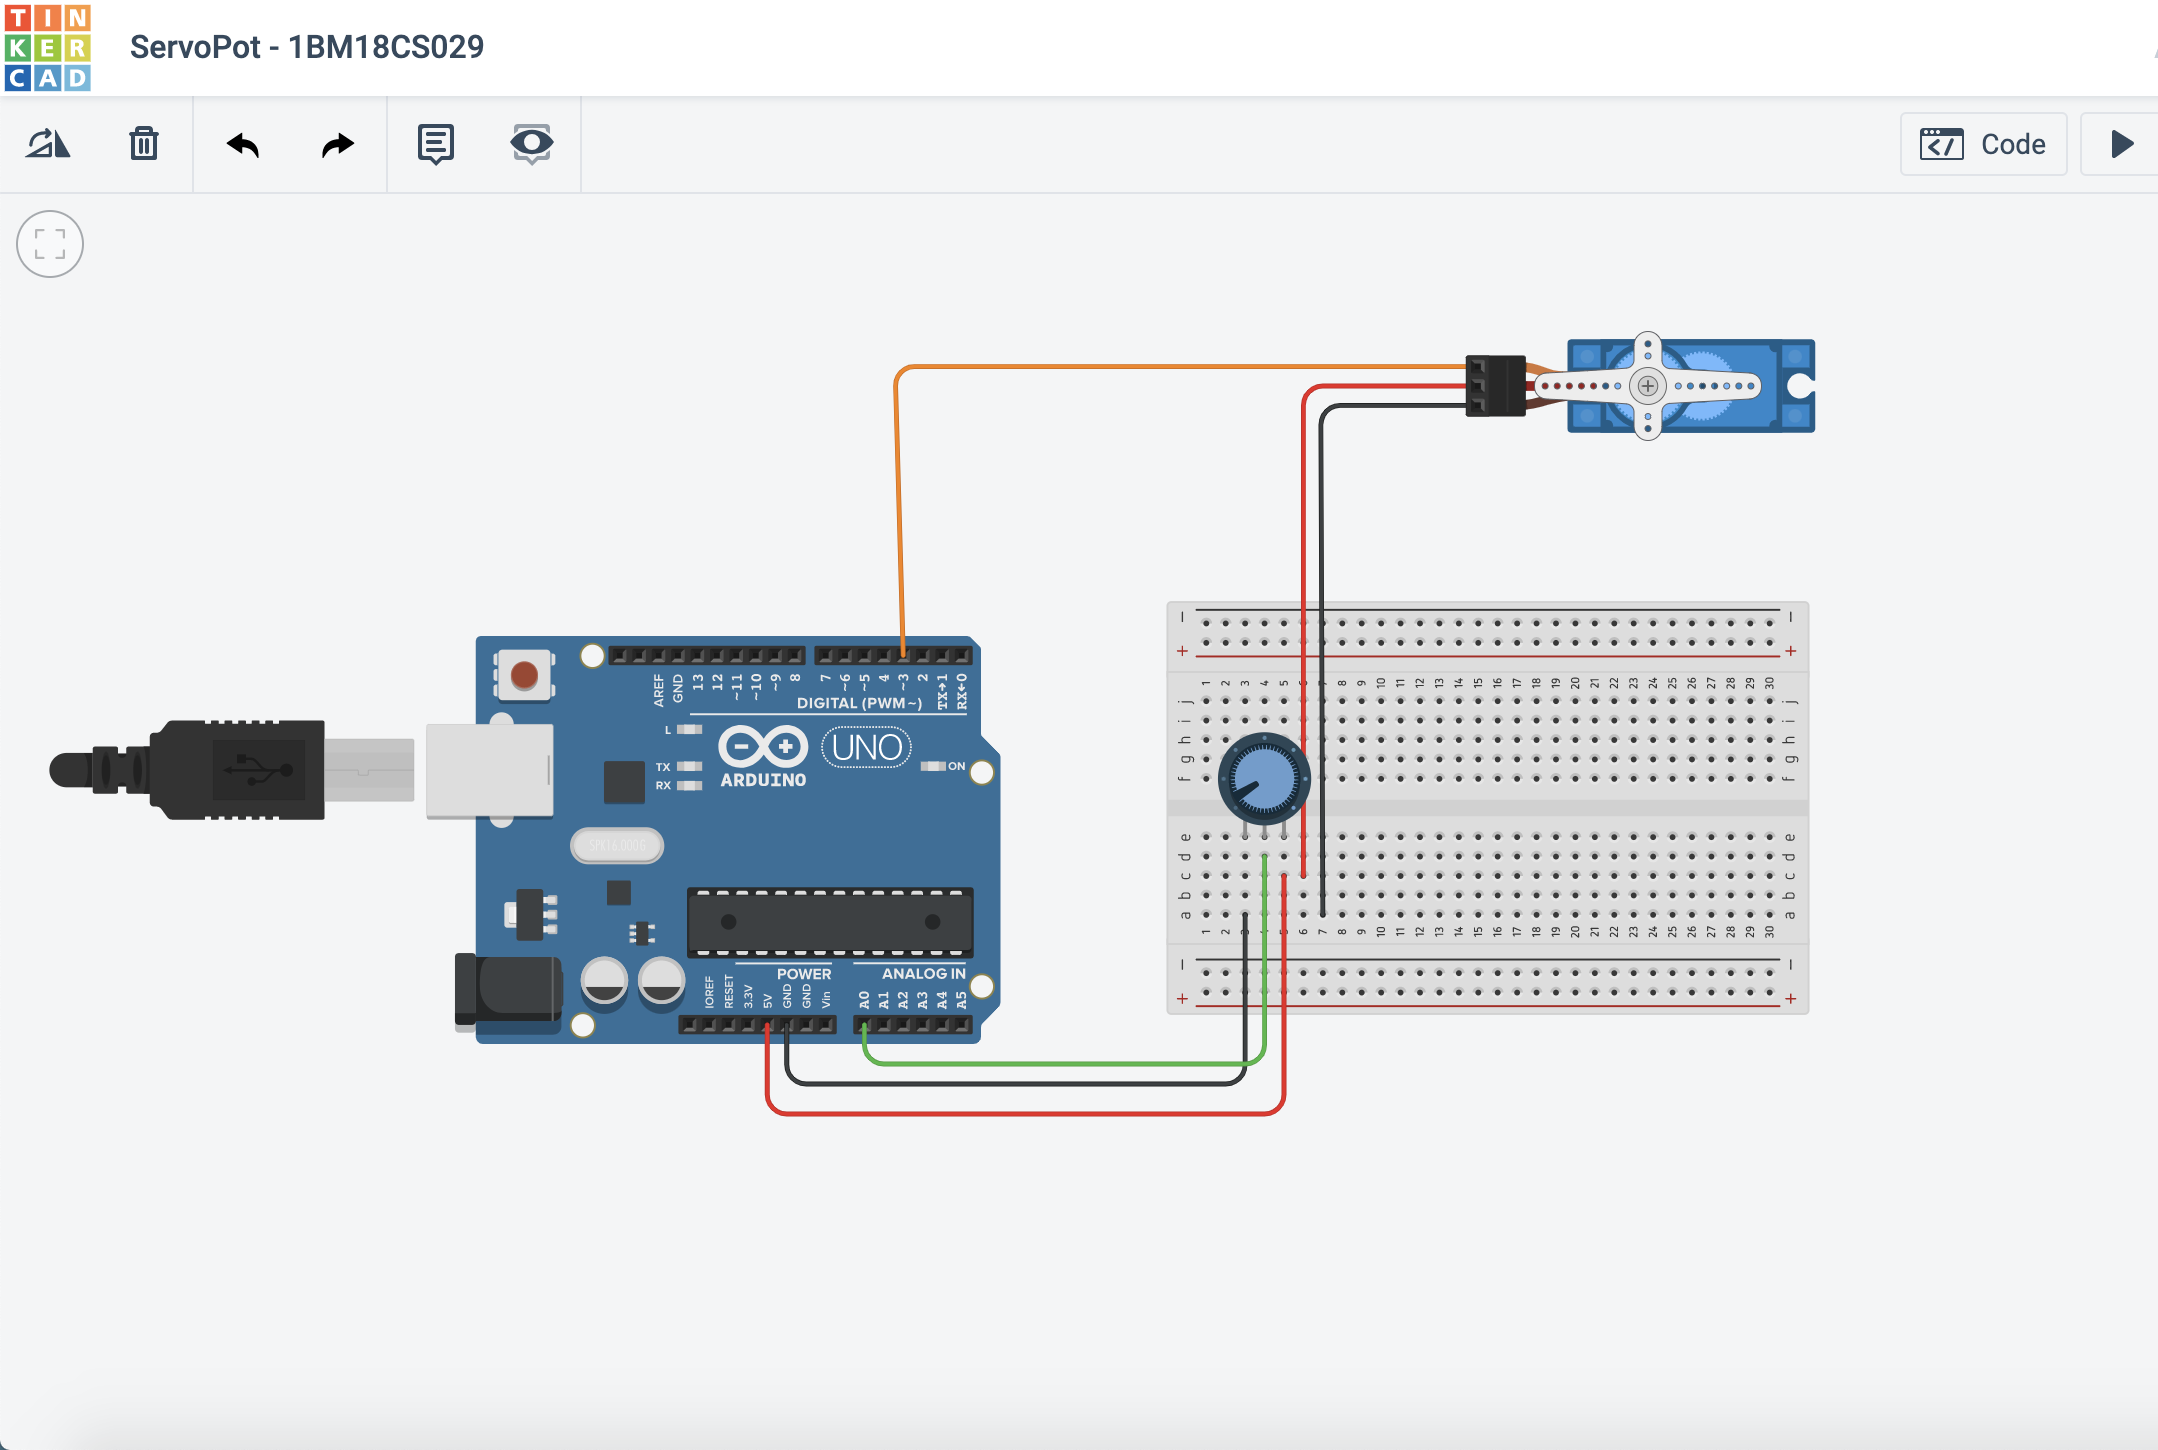 TIN
KER
CAD
ServoPot - 1BM18CS029
Code
AREF
GND
13
12
~11
~10
~9
8
7
~6
~5
4
~3
2
TX→1
RX←0
DIGITAL (PWM~)
L
TX
RX
ARDUINO
UNO
ON
SPK16.000G
POWER
ANALOG IN
IOREF
RESET
3.3V
5V
GND
GND
Vin
A0
A1
A2
A3
A4
A5
− −
+ +
1 2 3 4 5 6 7 8 9 10 11 12 13 14 15 16 17 18 19 20 21 22 23 24 25 26 27 28 29 30
j j
i i
h h
g g
f f
e e
d d
c c
b b
a a
1 2 3 4 5 6 7 8 9 10 11 12 13 14 15 16 17 18 19 20 21 22 23 24 25 26 27 28 29 30
− −
+ +